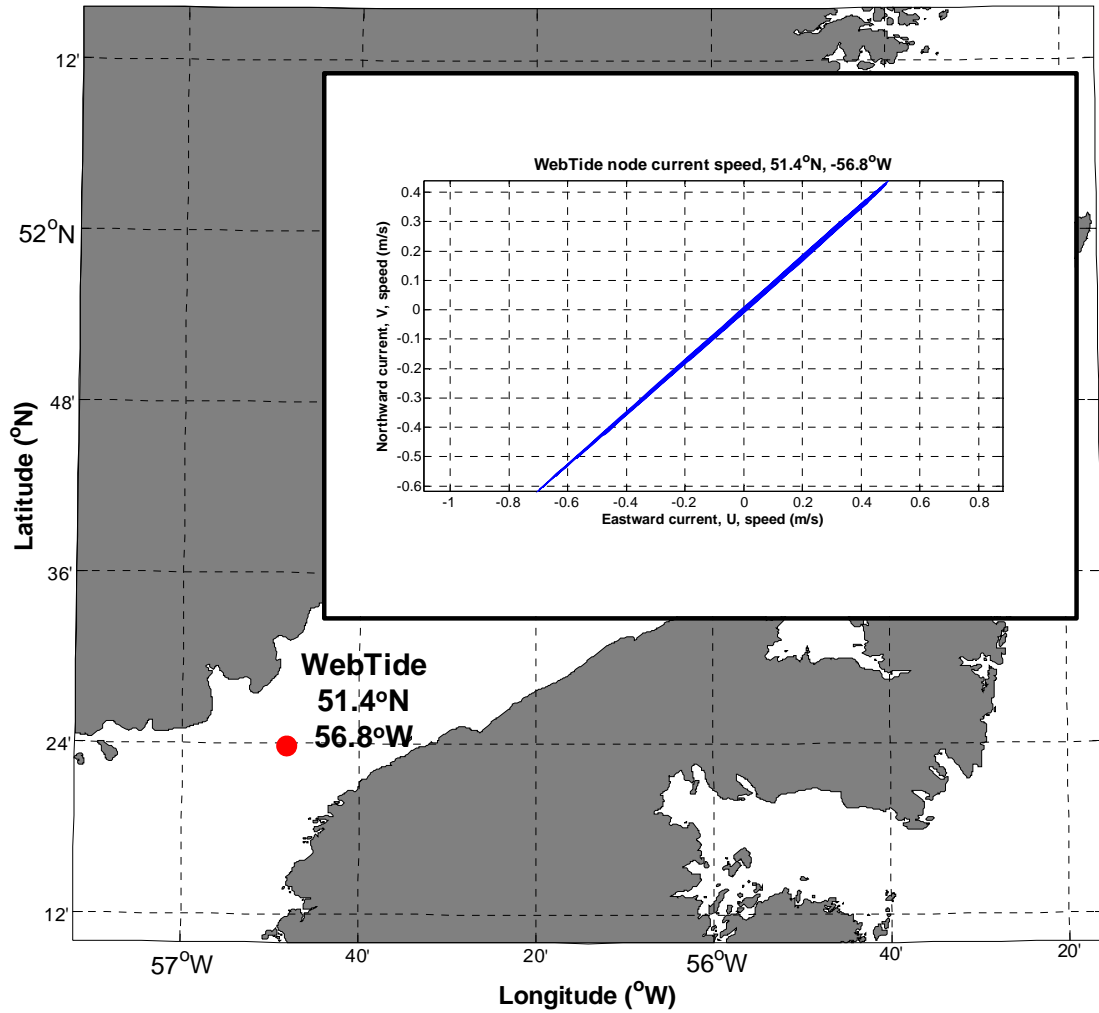 12'
52°N
48'
36'
24'
12'
Latitude (°N)
WebTide node current speed, 51.4°N, -56.8°W
0.4
0.3
0.2
0.1
0
-0.1
-0.2
-0.3
-0.4
-0.5
-0.6
Northward current, V, speed (m/s)
-1 -0.8 -0.6 -0.4 -0.2 0 0.2 0.4 0.6 0.8
Eastward current, U, speed (m/s)
WebTide
51.4°N
56.8°W
57°W 40' 20' 56°W 40' 20'
Longitude (°W)